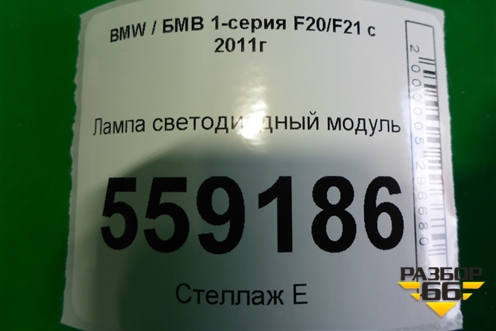 BMW / БМВ 1-серия F20/F21 с
2011г
Лампа светодиодный модуль
559186
Стеллаж Е
РАЗБОР
66